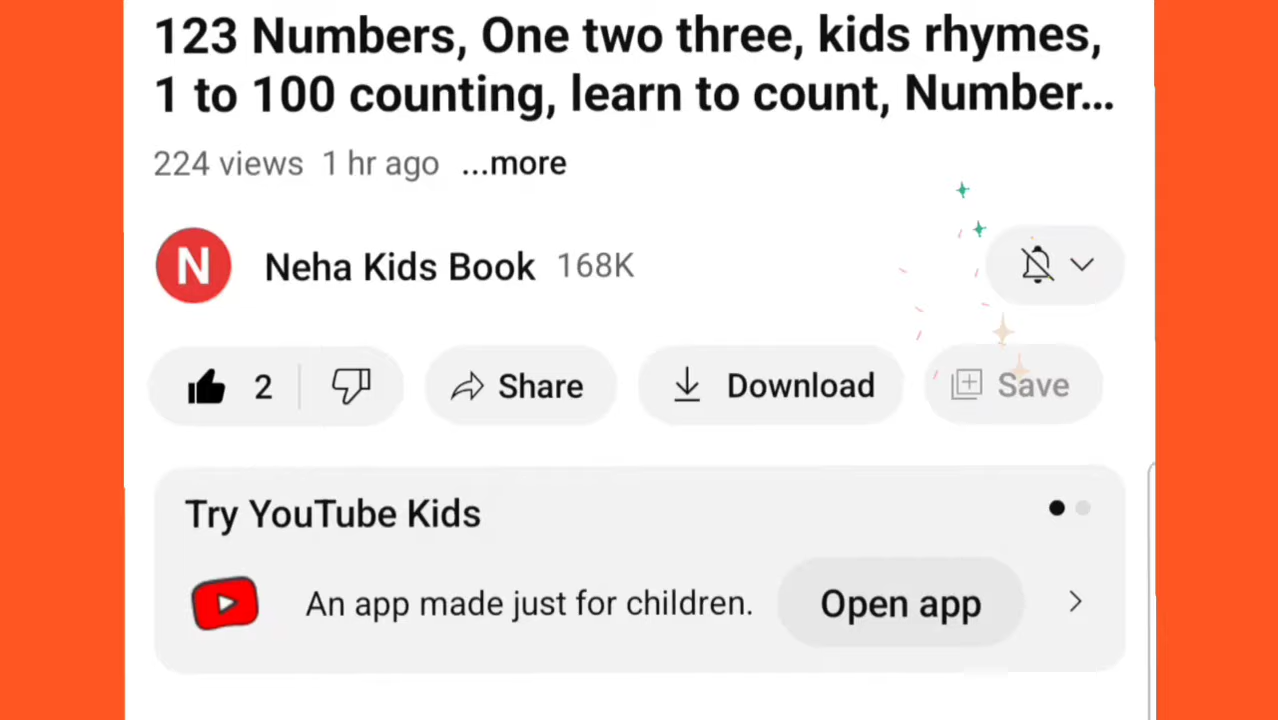 123 Numbers, One two three, kids rhymes,
1 to 100 counting, learn to count, Number...
224 views 1 hr ago ...more
N Neha Kids Book 168K
2 Share Download Save
Try YouTube Kids
An app made just for children. Open app